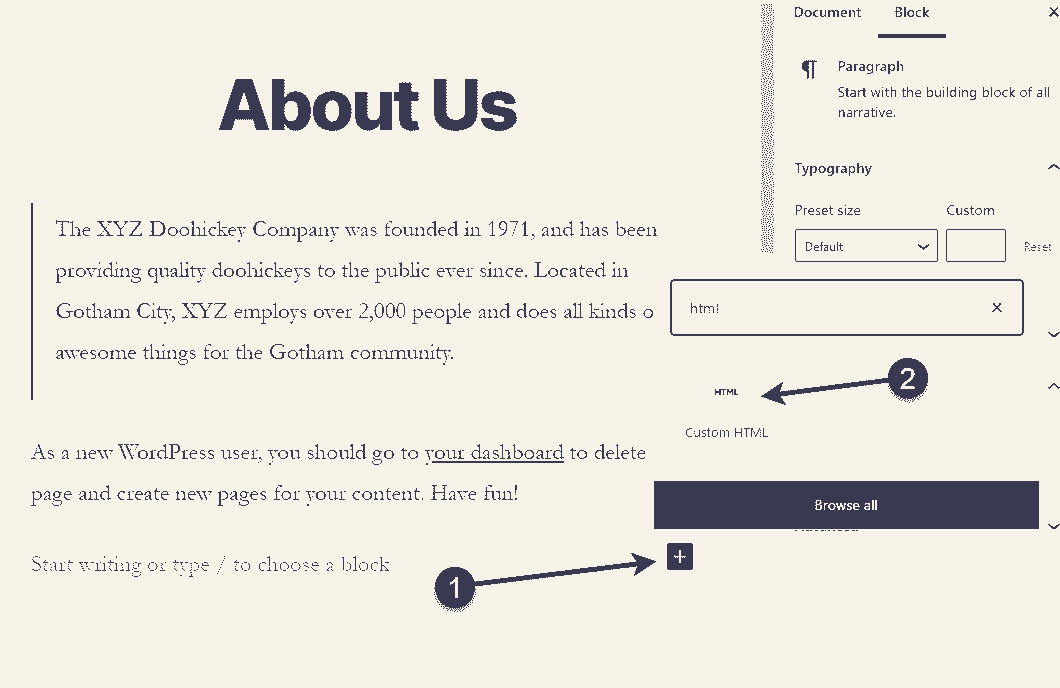 Document Block
About Us
Paragraph
Start with the building block of all
narrative.
Typography
Preset size Custom
Default Reset
The XYZ Doohickey Company was founded in 1971, and has been
providing quality doohickeys to the public ever since. Located in
Gotham City, XYZ employs over 2,000 people and does all kinds o
awesome things for the Gotham community.
html
2
HTML
Custom HTML
As a new WordPress user, you should go to your dashboard to delete
page and create new pages for your content. Have fun!
Browse all
Start writing or type / to choose a block
1